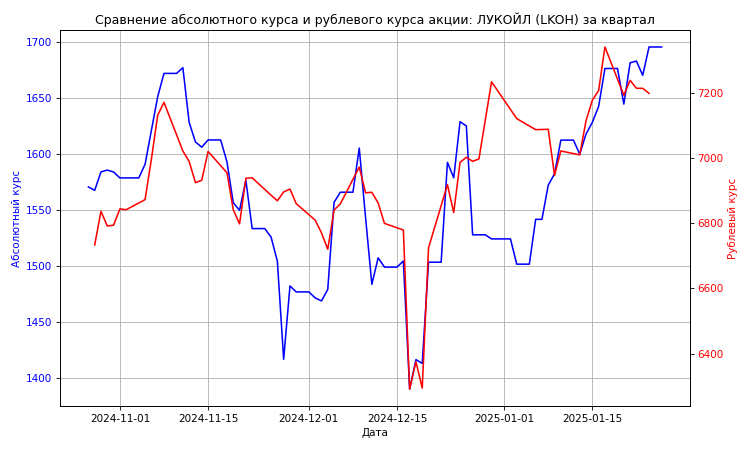 Сравнение абсолютного курса и рублевого курса акции: ЛУКОЙЛ (LKOH) за квартал
1700
1650
1600
1550
1500
1450
1400
Абсолютный курс
7200
7000
6800
6600
6400
Рублевый курс
2024-11-01 2024-11-15 2024-12-01 2024-12-15 2025-01-01 2025-01-15
Дата